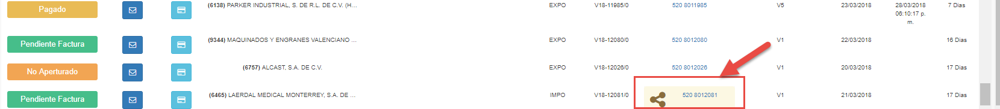 Pagado (6138) PARKER INDUSTRIAL, S. DE R.L. DE C.V. (H... EXPO V18-11985/0 520 8011985 V5 23/03/2018 28/03/2018 7 Dias
06:10:17 p.
m.
Pendiente Factura (9344) MAQUINADOS Y ENGRANES VALENCIANO ... EXPO V18-12080/0 520 8012080 V1 22/03/2018 16 Dias
No Aperturado (6757) ALCAST, S.A. DE C.V. EXPO V18-12026/0 520 8012026 V1 20/03/2018 17 Dias
Pendiente Factura (6465) LAERDAL MEDICAL MONTERREY, S.A. DE ... IMPO V18-12081/0 520 8012081 V1 21/03/2018 17 Dias